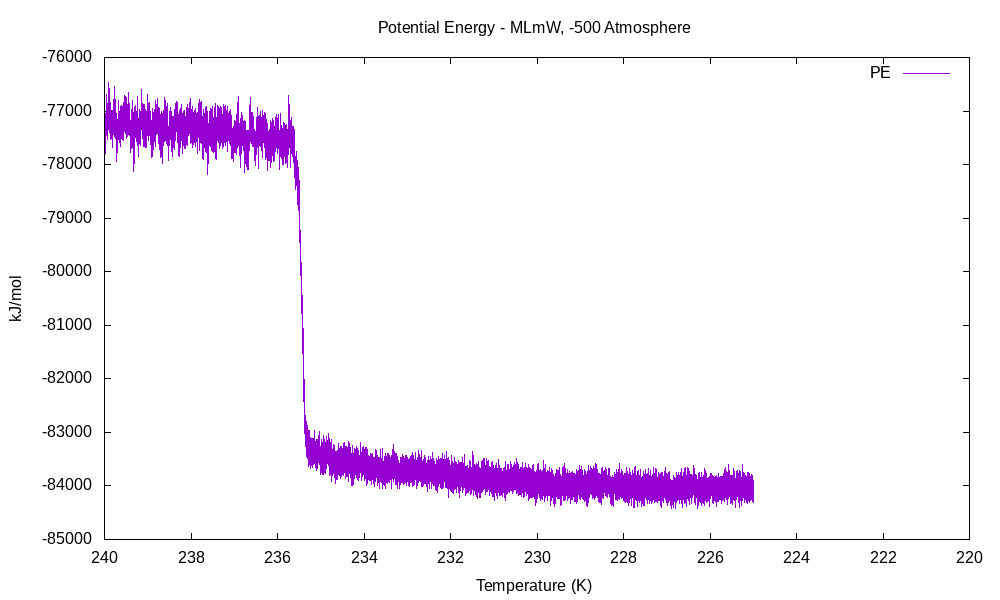 Potential Energy - MLmW, -500 Atmosphere
PE
-76000
-77000
-78000
-79000
-80000
-81000
-82000
-83000
-84000
-85000
kJ/mol
240 238 236 234 232 230 228 226 224 222 220
Temperature (K)